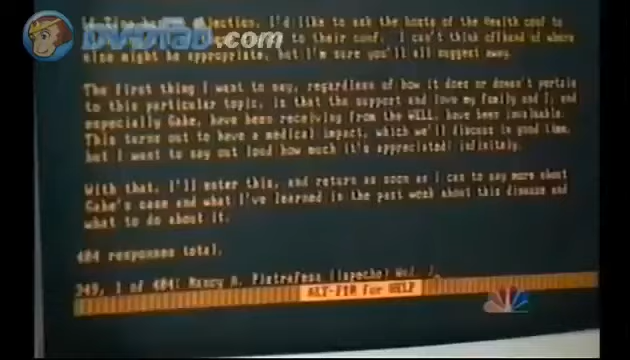 DVDFab.com
objection, I'd like to ask the hosts of the Health conf to
to their conf. I can't think offhand of where
else might be appropriate, but I'm sure you'll all suggest away.
The first thing I want to say, regardless of how it does or doesn't pertain
to this particular topic, is that the support and love my family and I, and
especially Gabe, have been receiving from the WELL, have been invaluable.
This turns out to have a medical impact, which we'll discuss in good time,
but I want to say out loud how much it's appreciated: infinitely.
With that, I'll enter this, and return as soon as I can to say more about
Gabe's case and what I've learned in the past week about this disease and
what to do about it.
404 responses total.
349, 1 of 404: Nancy A. Pietrafesa (lapeche)
ALT-F10 for HELP